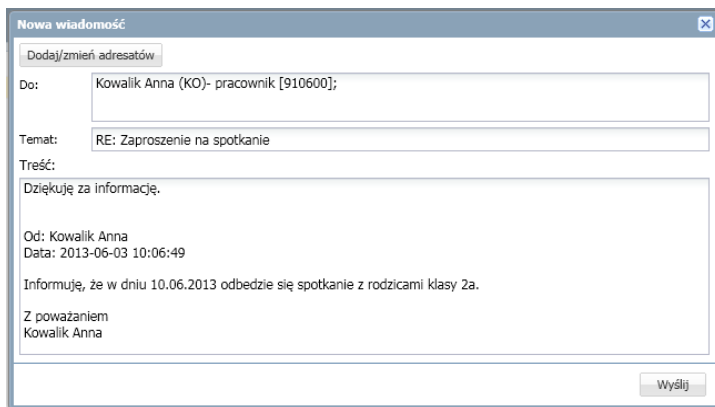 Nowa wiadomość
Dodaj/zmień adresatów
Do: Kowalik Anna (KO)- pracownik [910600];
Temat: RE: Zaproszenie na spotkanie
Treść:
Dziękuję za informację.
Od: Kowalik Anna
Data: 2013-06-03 10:06:49
Informuję, że w dniu 10.06.2013 odbedzie się spotkanie z rodzicami klasy 2a.
Z poważaniem
Kowalik Anna
Wyślij